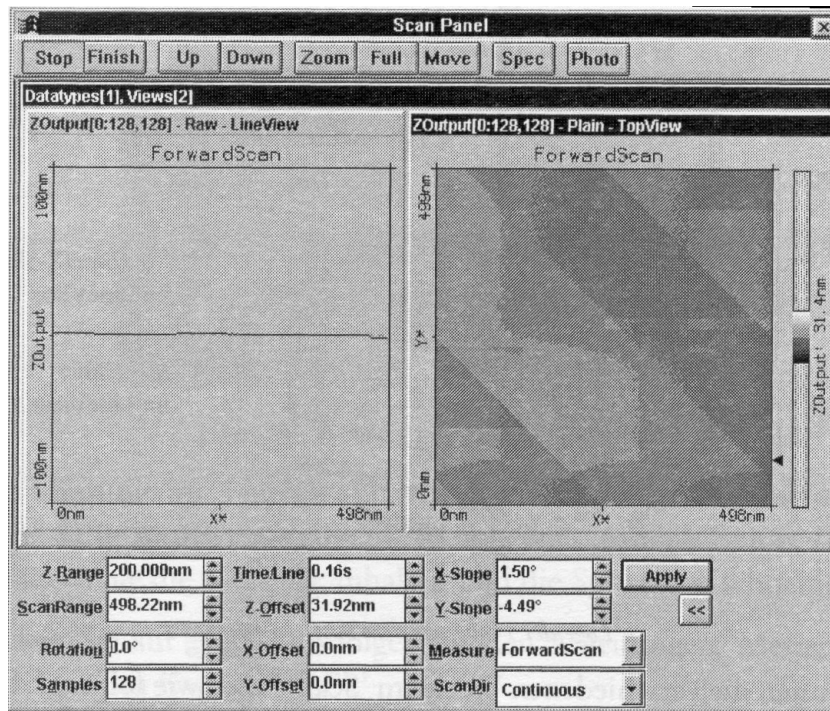 Scan Panel
Stop Finish Up Down Zoom Full Move Spec Photo
Datatypes[1], Views[2]
ZOutput[0:128,128] - Raw - LineView
ForwardScan
100nm
ZOutput
-100nm
0nm X* 498nm
ZOutput[0:128,128] - Plain - TopView
ForwardScan
499nm
Y*
0nm
0nm X* 498nm
ZOutput: 31.4nm
Z-Range 200.000nm Time/Line 0.16s X-Slope 1.50° Apply
ScanRange 498.22nm Z-Offset 31.92nm Y-Slope -4.49° <<
Rotation 0.0° X-Offset 0.0nm Measure ForwardScan
Samples 128 Y-Offset 0.0nm ScanDir Continuous